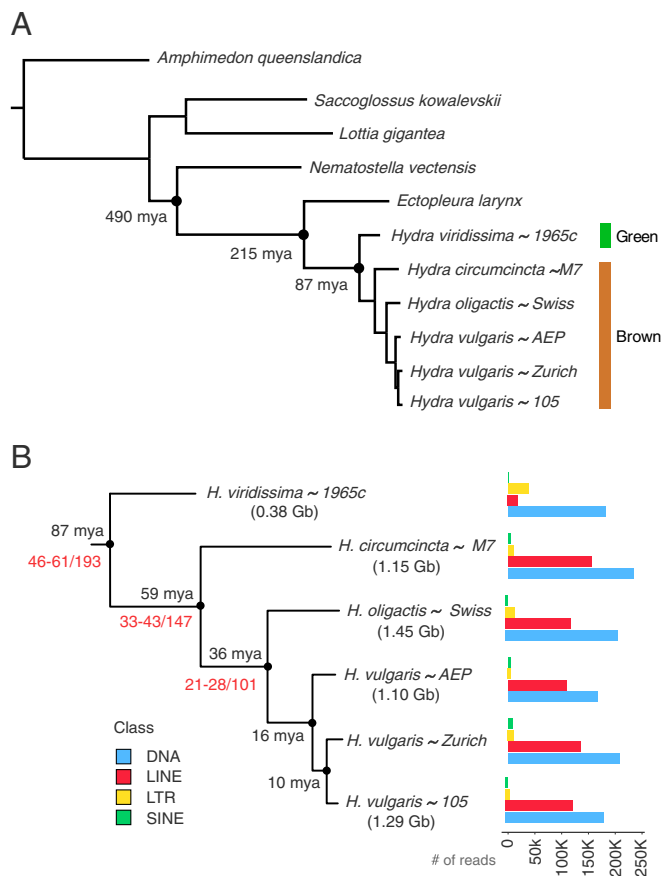 A
Amphimedon queenslandica
Saccoglossus kowalevskii
Lottia gigantea
Nematostella vectensis
490 mya
Ectopleura larynx
215 mya
Hydra viridissima ~ 1965c
Green
87 mya
Hydra circumcincta ~M7
Hydra oligactis ~ Swiss
Hydra vulgaris ~ AEP
Brown
Hydra vulgaris ~ Zurich
Hydra vulgaris ~ 105
B
H. viridissima ~ 1965c
(0.38 Gb)
87 mya
46-61/193
H. circumcincta ~ M7
(1.15 Gb)
59 mya
33-43/147
H. oligactis ~ Swiss
(1.45 Gb)
36 mya
21-28/101
H. vulgaris ~ AEP
(1.10 Gb)
16 mya
H. vulgaris ~ Zurich
10 mya
H. vulgaris ~ 105
(1.29 Gb)
Class
DNA
LINE
LTR
SINE
# of reads
0
50k
100K
150K
200K
250K